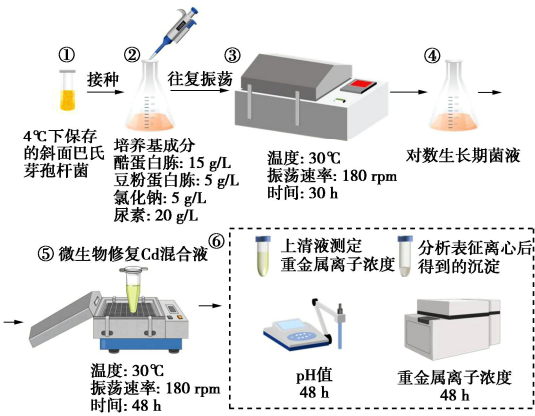 ①
接种
4℃下保存
的斜面巴氏
芽孢杆菌
②
往复振荡
培养基成分
酪蛋白胨: 15 g/L
豆粉蛋白胨: 5 g/L
氯化钠: 5 g/L
尿素: 20 g/L
③
温度: 30℃
振荡速率: 180 rpm
时间: 30 h
④
对数生长期菌液
⑤ 微生物修复Cd混合液
温度: 30℃
振荡速率: 180 rpm
时间: 48 h
⑥
上清液测定
重金属离子浓度
分析表征离心后
得到的沉淀
pH值
48 h
重金属离子浓度
48 h